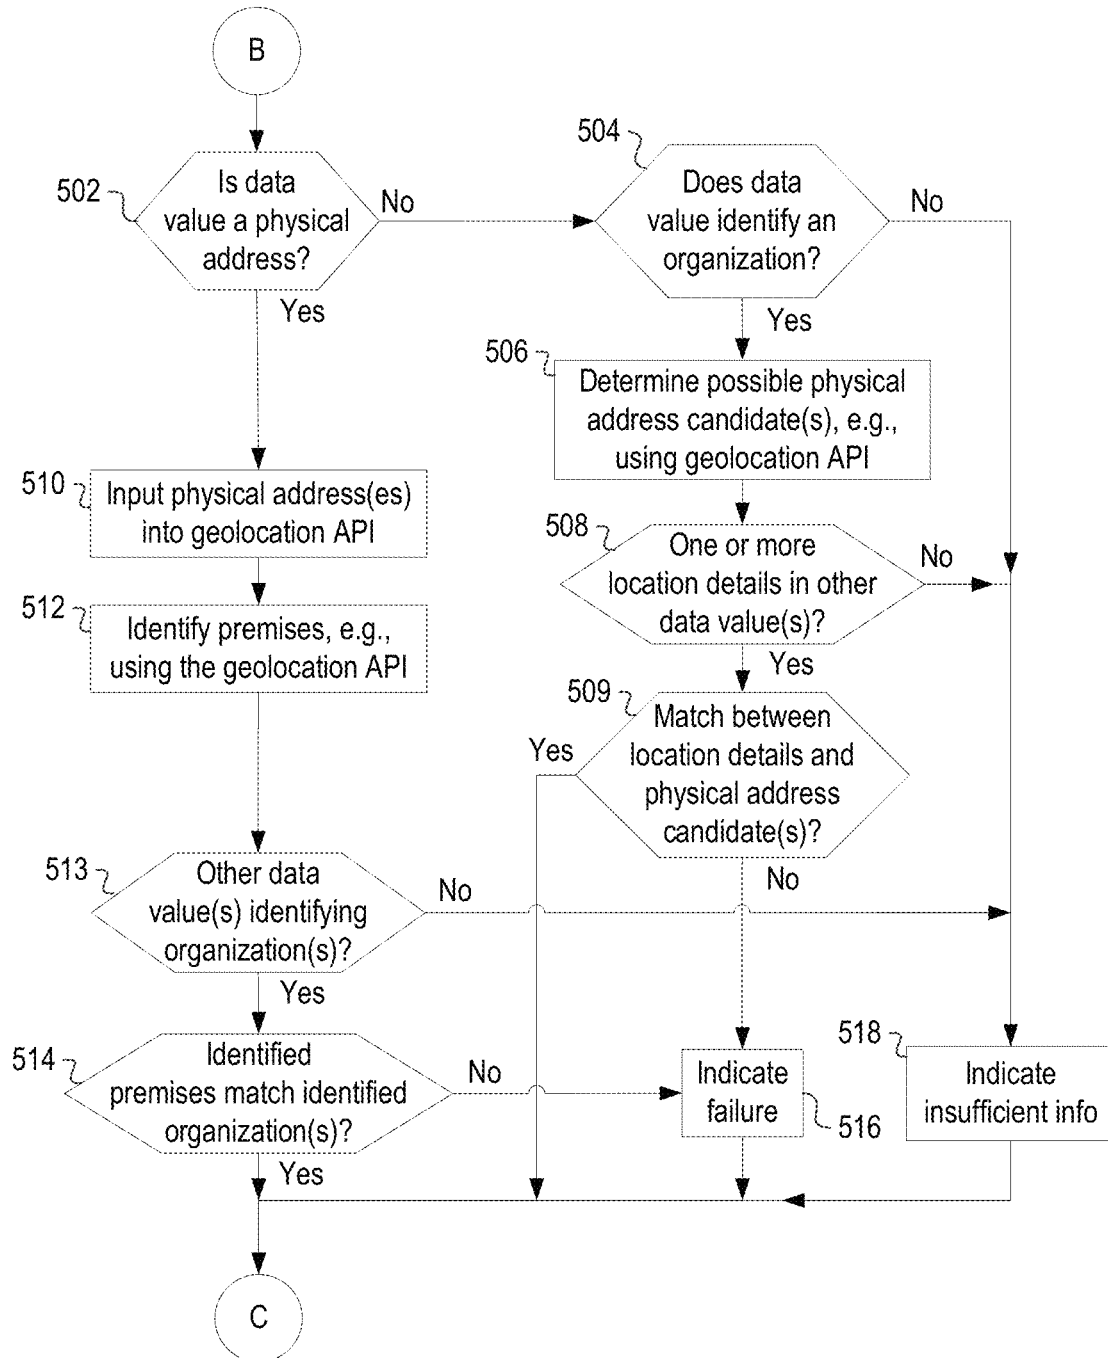 B
502
Is data
value a physical
address?
No
Yes
504
Does data
value identify an
organization?
No
Yes
506
Determine possible physical
address candidate(s), e.g.,
using geolocation API
510
Input physical address(es)
into geolocation API
508
One or more
location details in other
data value(s)?
No
Yes
512
Identify premises, e.g.,
using the geolocation API
509
Match between
location details and
physical address
candidate(s)?
Yes
No
513
Other data
value(s) identifying
organization(s)?
No
Yes
514
Identified
premises match identified
organization(s)?
No
Yes
Indicate
failure
516
518
Indicate
insufficient info
C